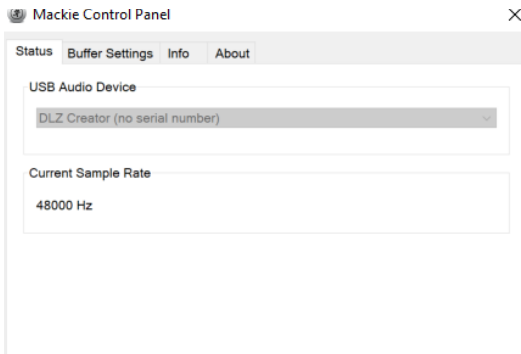 Mackie Control Panel
Status Buffer Settings Info About
USB Audio Device
DLZ Creator (no serial number)
Current Sample Rate
48000 Hz